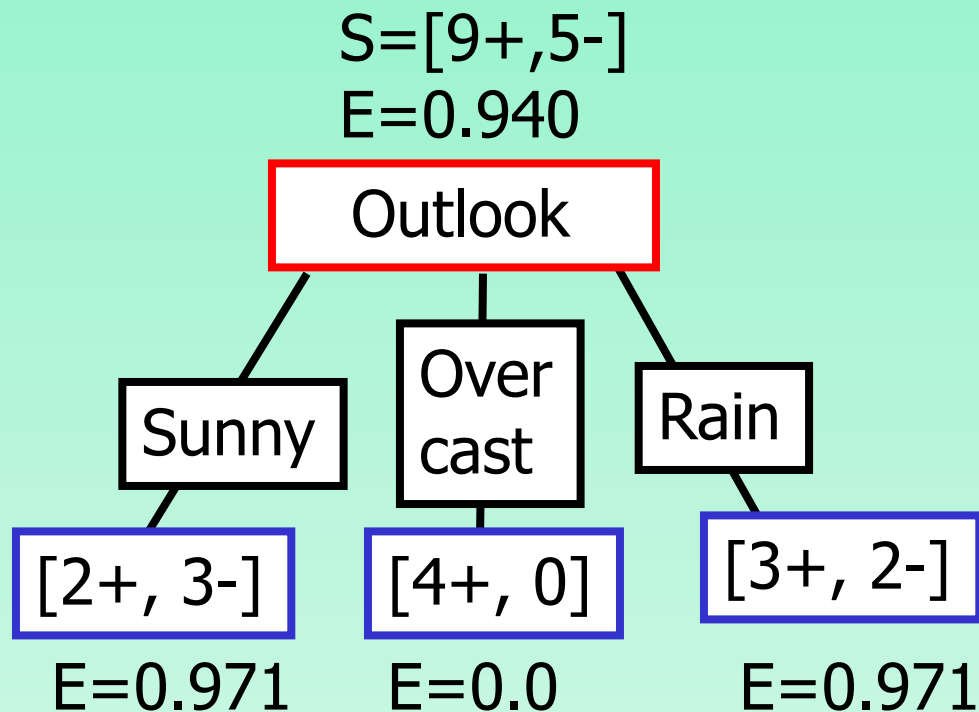 S=[9+,5-]
E=0.940
Outlook
Sunny
Over
cast
Rain
[2+, 3-]
[4+, 0]
[3+, 2-]
E=0.971
E=0.0
E=0.971